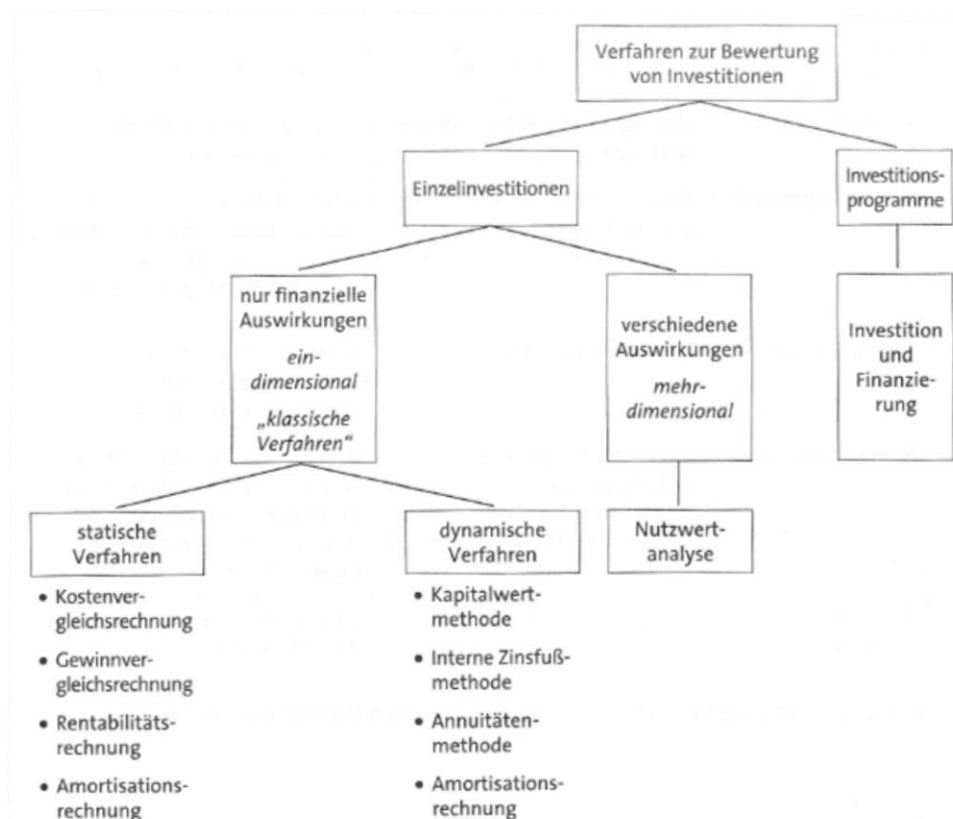 Verfahren zur Bewertung
von Investitionen
Einzelinvestitionen
Investitions-
programme
nur finanzielle
Auswirkungen
ein-
dimensional
„klassische
Verfahren“
verschiedene
Auswirkungen
mehr-
dimensional
Investition
und
Finanzie-
rung
statische
Verfahren
dynamische
Verfahren
Nutzwert-
analyse
• Kostenver-
gleichsrechnung
• Gewinnver-
gleichsrechnung
• Rentabilitäts-
rechnung
• Amortisations-
rechnung
• Kapitalwert-
methode
• Interne Zinsfuß-
methode
• Annuitäten-
methode
• Amortisations-
rechnung